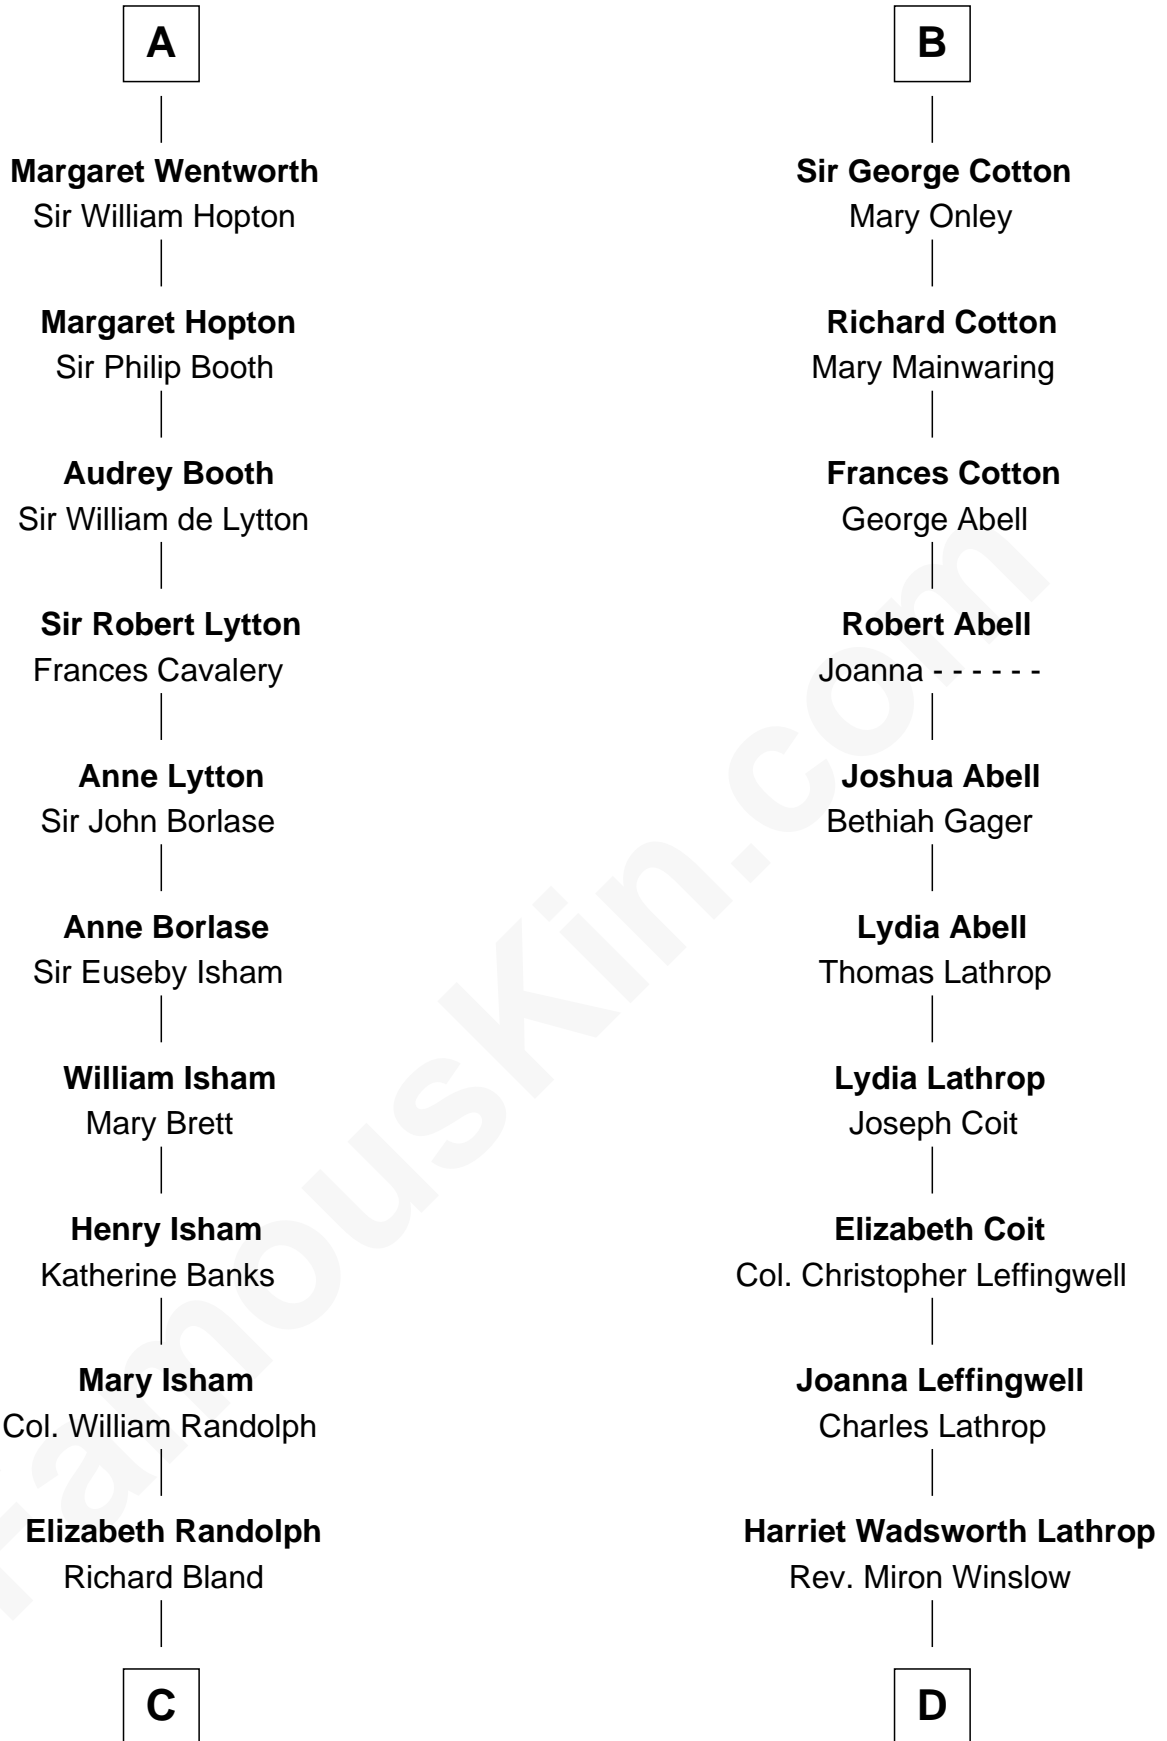 A
Margaret Wentworth
Sir William Hopton
Margaret Hopton
Sir Philip Booth
Audrey Booth
Sir William de Lytton
Sir Robert Lytton
Frances Cavalery
Anne Lytton
Sir John Borlase
Anne Borlase
Sir Euseby Isham
William Isham
Mary Brett
Henry Isham
Katherine Banks
Mary Isham
Col. William Randolph
Elizabeth Randolph
Richard Bland
C
B
Sir George Cotton
Mary Onley
Richard Cotton
Mary Mainwaring
Frances Cotton
George Abell
Robert Abell
Joanna - - - - - -
Joshua Abell
Bethiah Gager
Lydia Abell
Thomas Lathrop
Lydia Lathrop
Joseph Coit
Elizabeth Coit
Col. Christopher Leffingwell
Joanna Leffingwell
Charles Lathrop
Harriet Wadsworth Lathrop
Rev. Miron Winslow
D
FamousKin.com